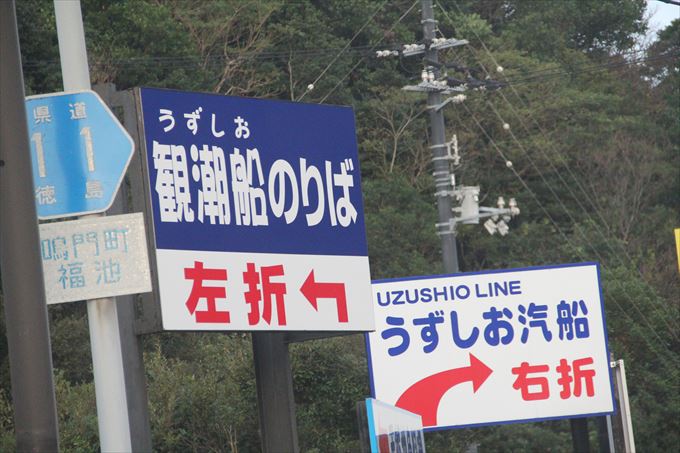 県道
11
徳島
鳴門町
福池
うずしお
観潮船のりば
左折
UZUSHIO LINE
うずしお汽船
右折